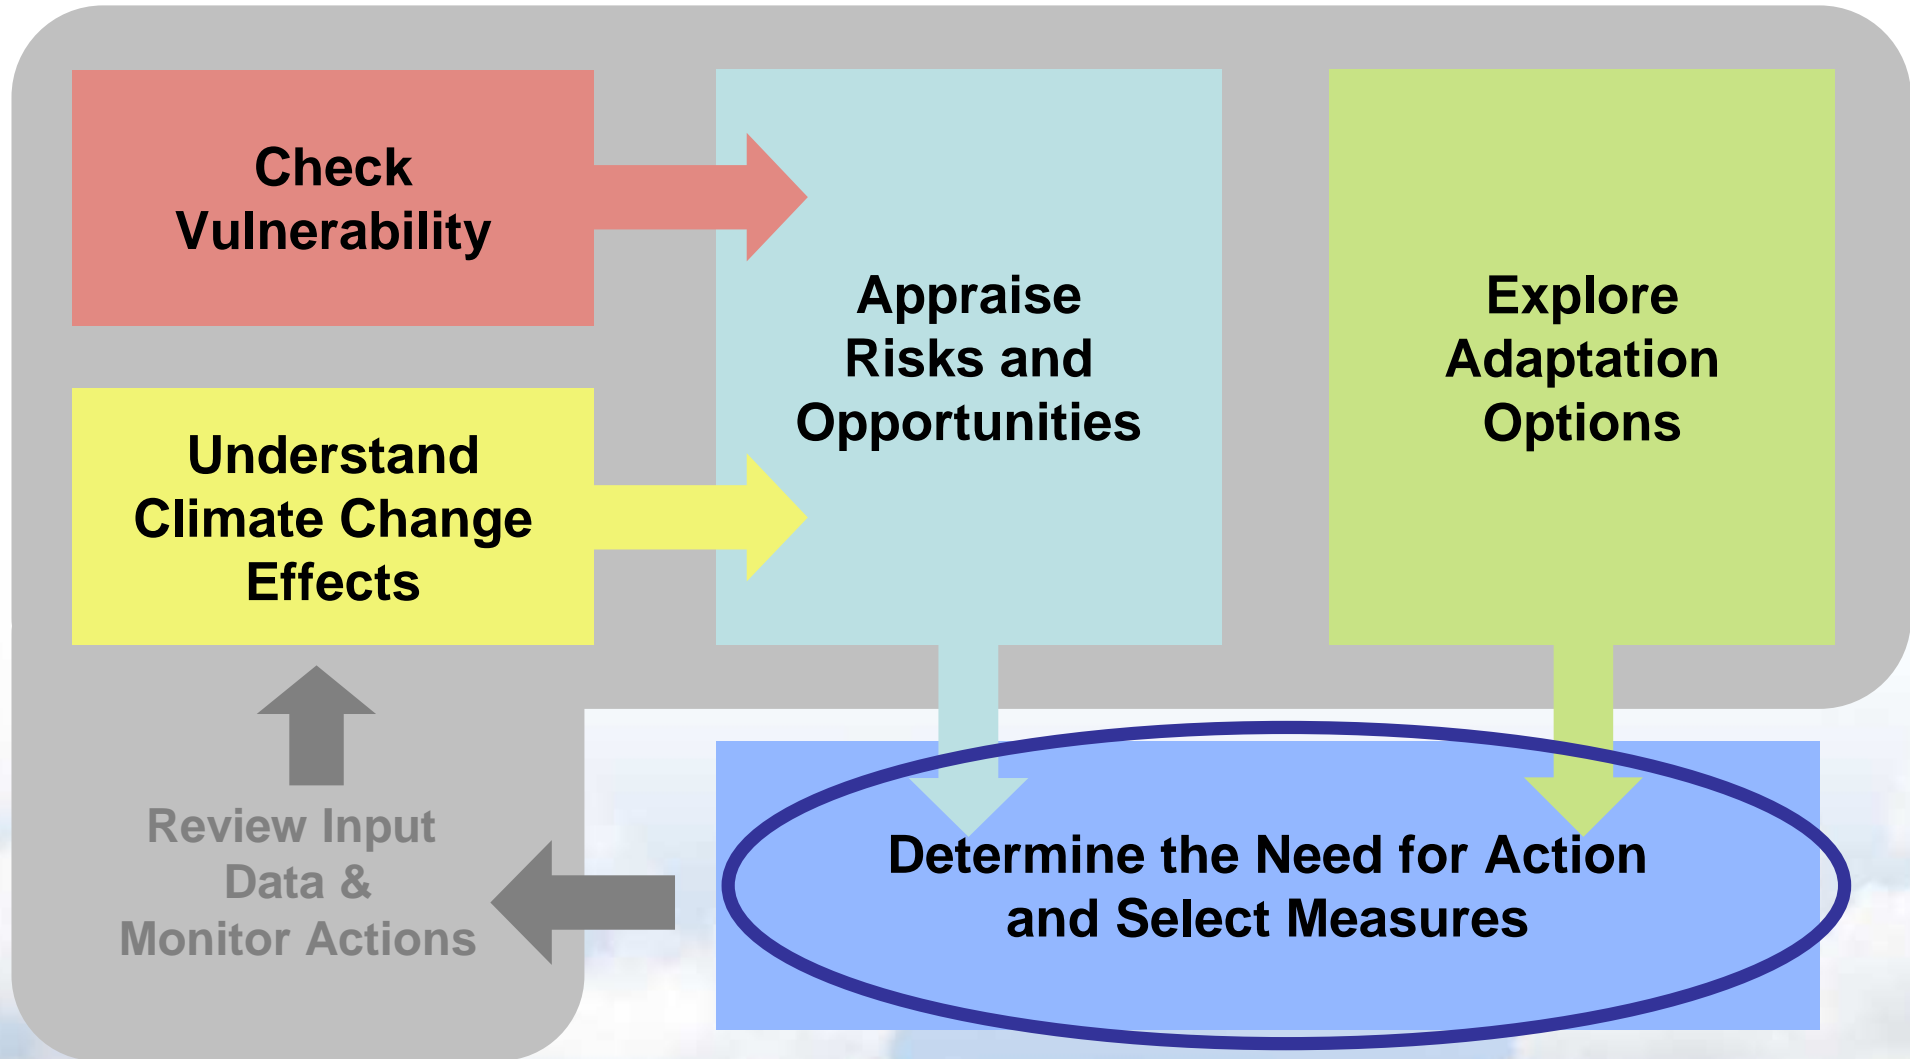 Check
Vulnerability
Understand
Climate Change
Effects
Appraise
Risks and
Opportunities
Explore
Adaptation
Options
Review Input
Data &
Monitor Actions
Determine the Need for Action
and Select Measures